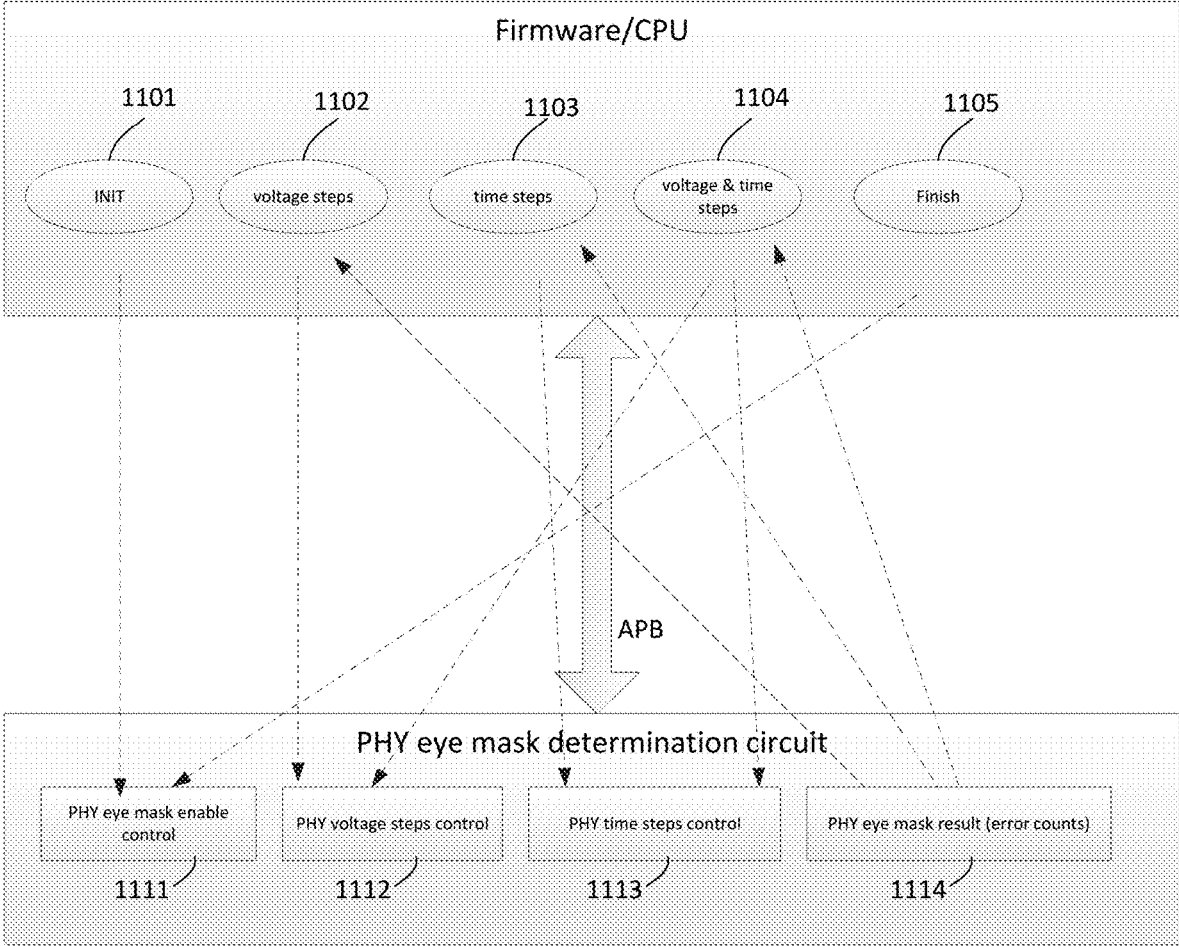 Firmware/CPU
1101
1102
1103
1104
1105
INIT
voltage steps
time steps
voltage & time
steps
Finish
APB
PHY eye mask determination circuit
PHY eye mask enable
control
PHY voltage steps control
PHY time steps control
PHY eye mask result (error counts)
1111
1112
1113
1114